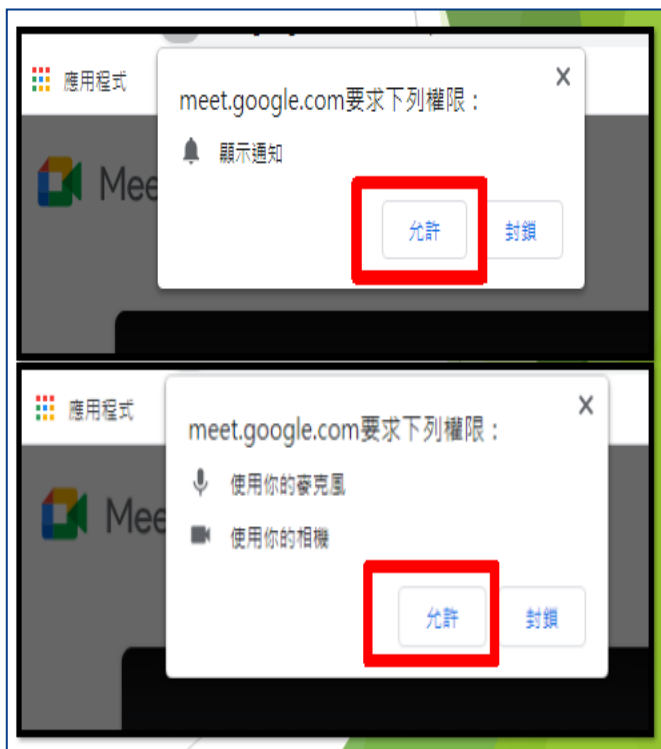 應用程式
meet.google.com要求下列權限：
顯示通知
Mee
允許
封鎖
應用程式
meet.google.com要求下列權限：
使用你的麥克風
Mee
使用你的相機
允許
封鎖